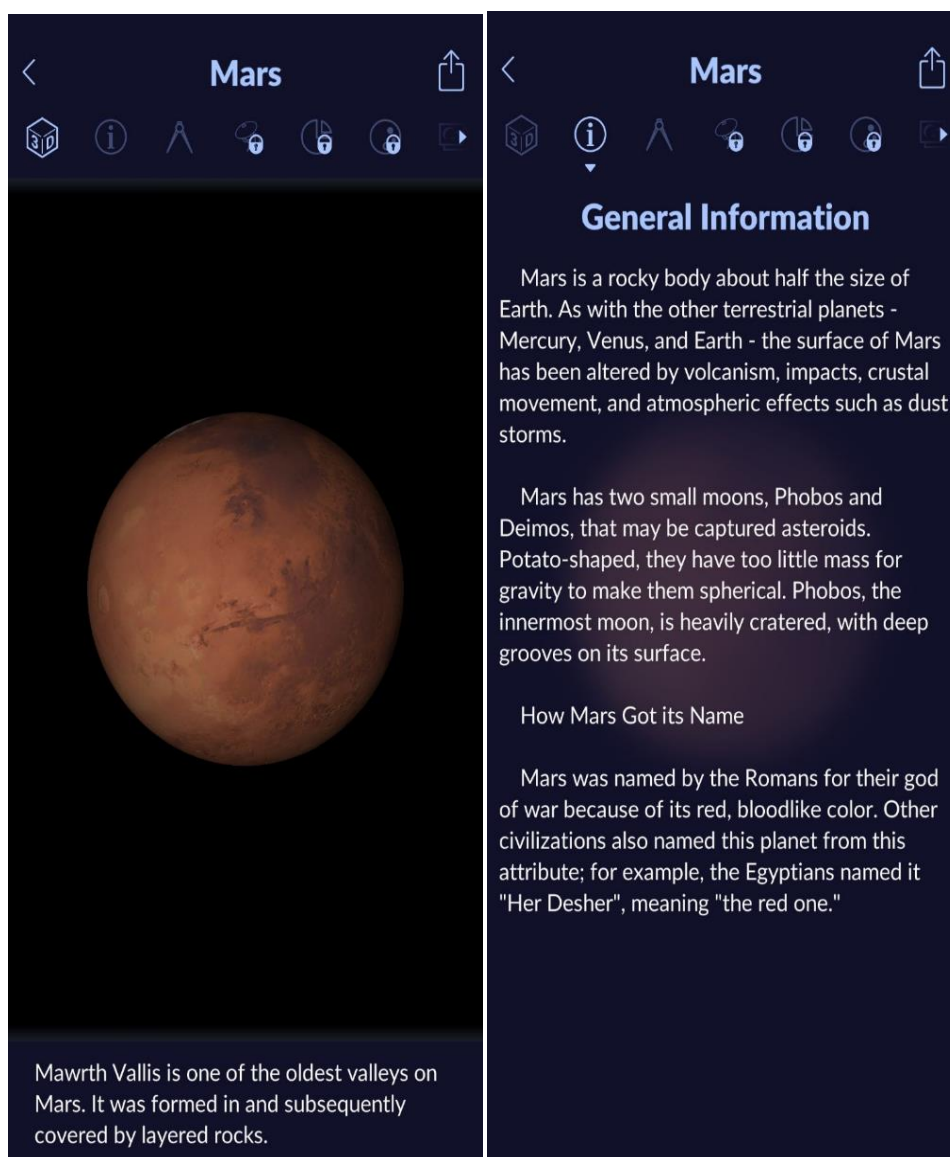 Mars
3D
i
Mawrth Vallis is one of the oldest valleys on
Mars. It was formed in and subsequently
covered by layered rocks.
Mars
3D
i
General Information
Mars is a rocky body about half the size of
Earth. As with the other terrestrial planets -
Mercury, Venus, and Earth - the surface of Mars
has been altered by volcanism, impacts, crustal
movement, and atmospheric effects such as dust
storms.
Mars has two small moons, Phobos and
Deimos, that may be captured asteroids.
Potato-shaped, they have too little mass for
gravity to make them spherical. Phobos, the
innermost moon, is heavily cratered, with deep
grooves on its surface.
How Mars Got its Name
Mars was named by the Romans for their god
of war because of its red, bloodlike color. Other
civilizations also named this planet from this
attribute; for example, the Egyptians named it
"Her Desher", meaning "the red one."